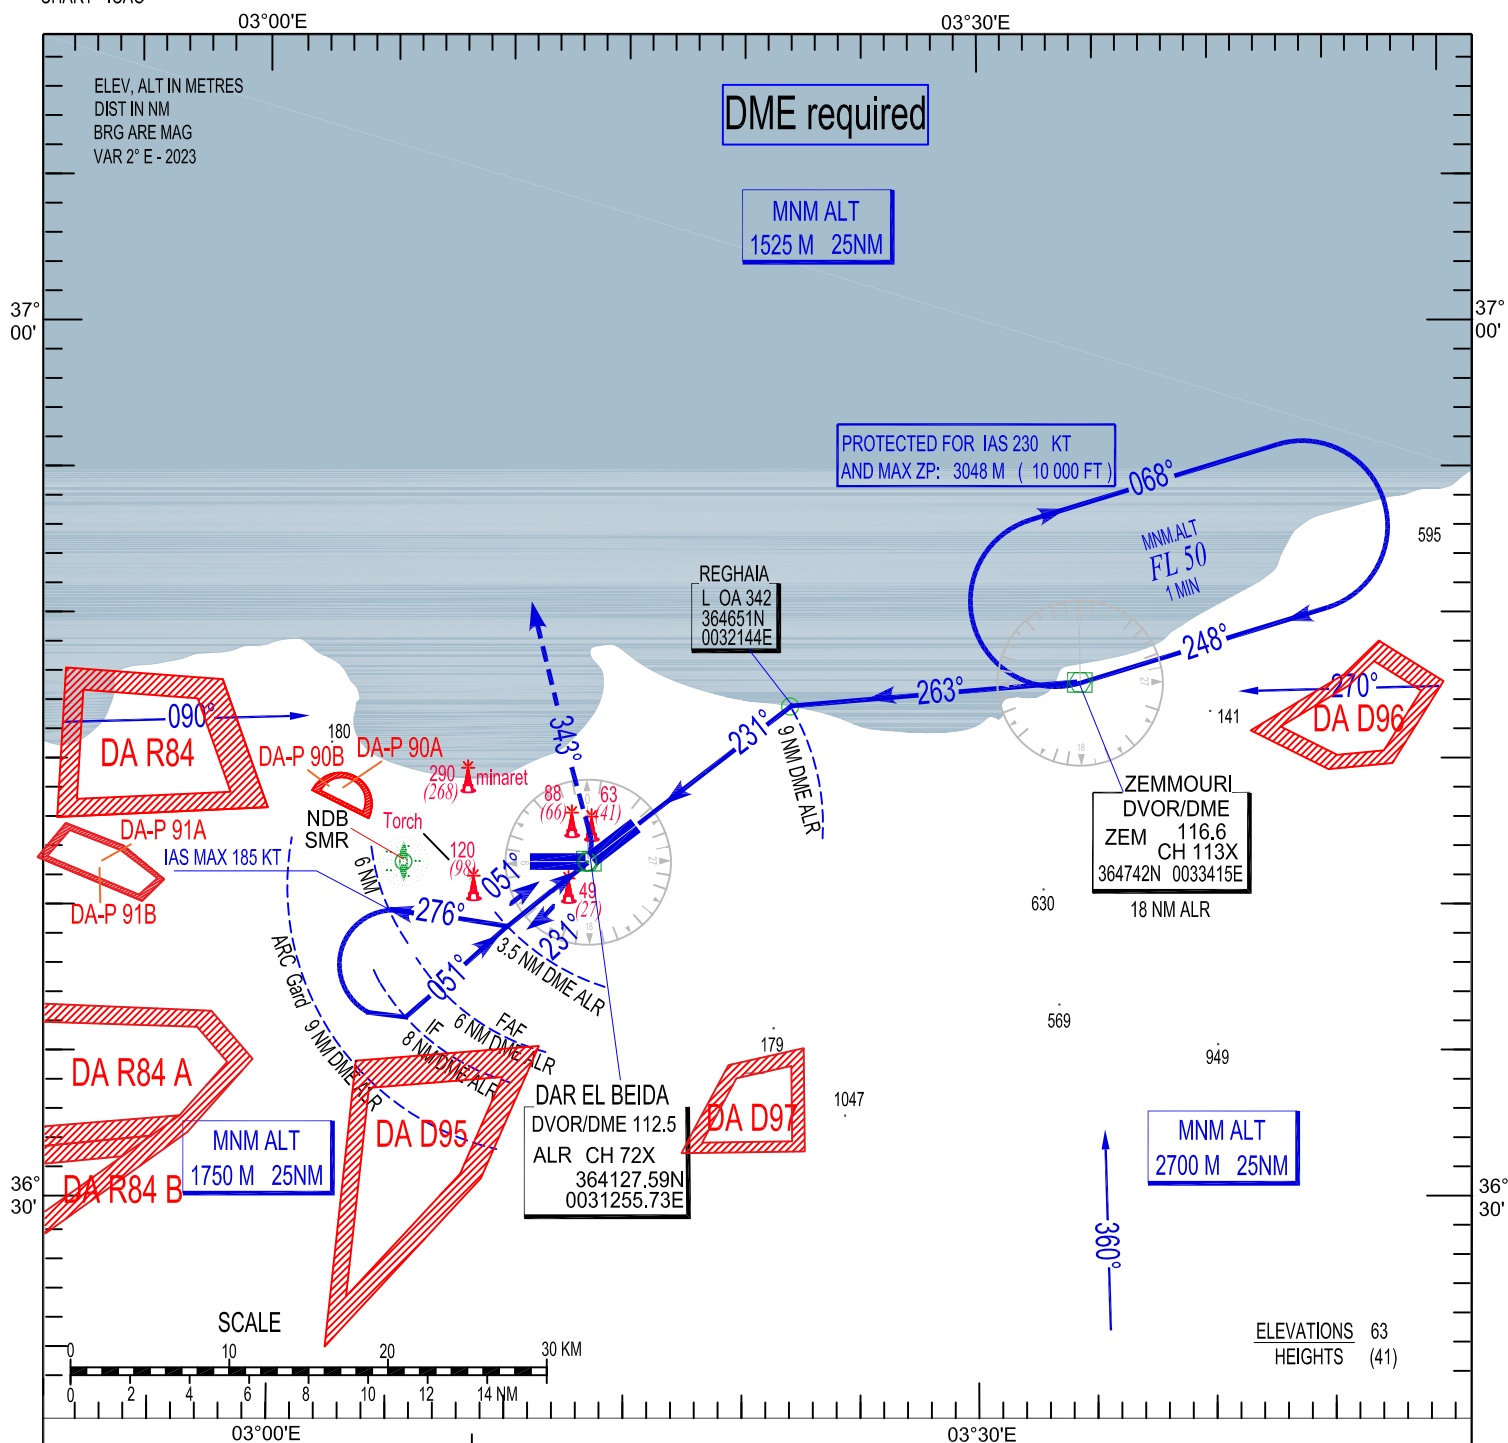 03°00'E
03°30'E
ELEV, ALT IN METRES
DIST IN NM
BRG ARE MAG
VAR 2° E - 2023
DME required
MNM ALT
1525 M 25NM
37°
00'
37°
00'
PROTECTED FOR IAS 230 KT
AND MAX ZP: 3048 M ( 10 000 FT )
068°
MNM.ALT
FL 50
1 MIN
595
REGHAIA
L OA 342
364651N
0032144E
248°
263°
270°
DA D96
141
090°
DA R84
180
DA-P 90B
DA-P 90A
343°
231°
9 NM DME ALR
290
(268)
minaret
88
(66)
63
(41)
NDB
SMR
Torch
120
(98)
DA-P 91A
IAS MAX 185 KT
DA-P 91B
6 NM
051°
49
(27)
27
18
27
18
ZEMMOURI
DVOR/DME
116.6
ZEM
CH 113X
364742N 0033415E
18 NM ALR
630
276°
231°
3.5 NM DME ALR
051°
ARC Gard 9 NM DME ALR
IF
8 NM DME ALR
FAF
6 NM DME ALR
569
949
179
1047
DA R84 A
DA R84 B
MNM ALT
1750 M 25NM
DA D95
DAR EL BEIDA
DVOR/DME 112.5
ALR CH 72X
364127.59N
0031255.73E
DA D97
MNM ALT
2700 M 25NM
36°
30'
36°
30'
360°
SCALE
0 10 20 30 KM
0 2 4 6 8 10 12 14 NM
ELEVATIONS 63
HEIGHTS (41)
03°00'E
03°30'E